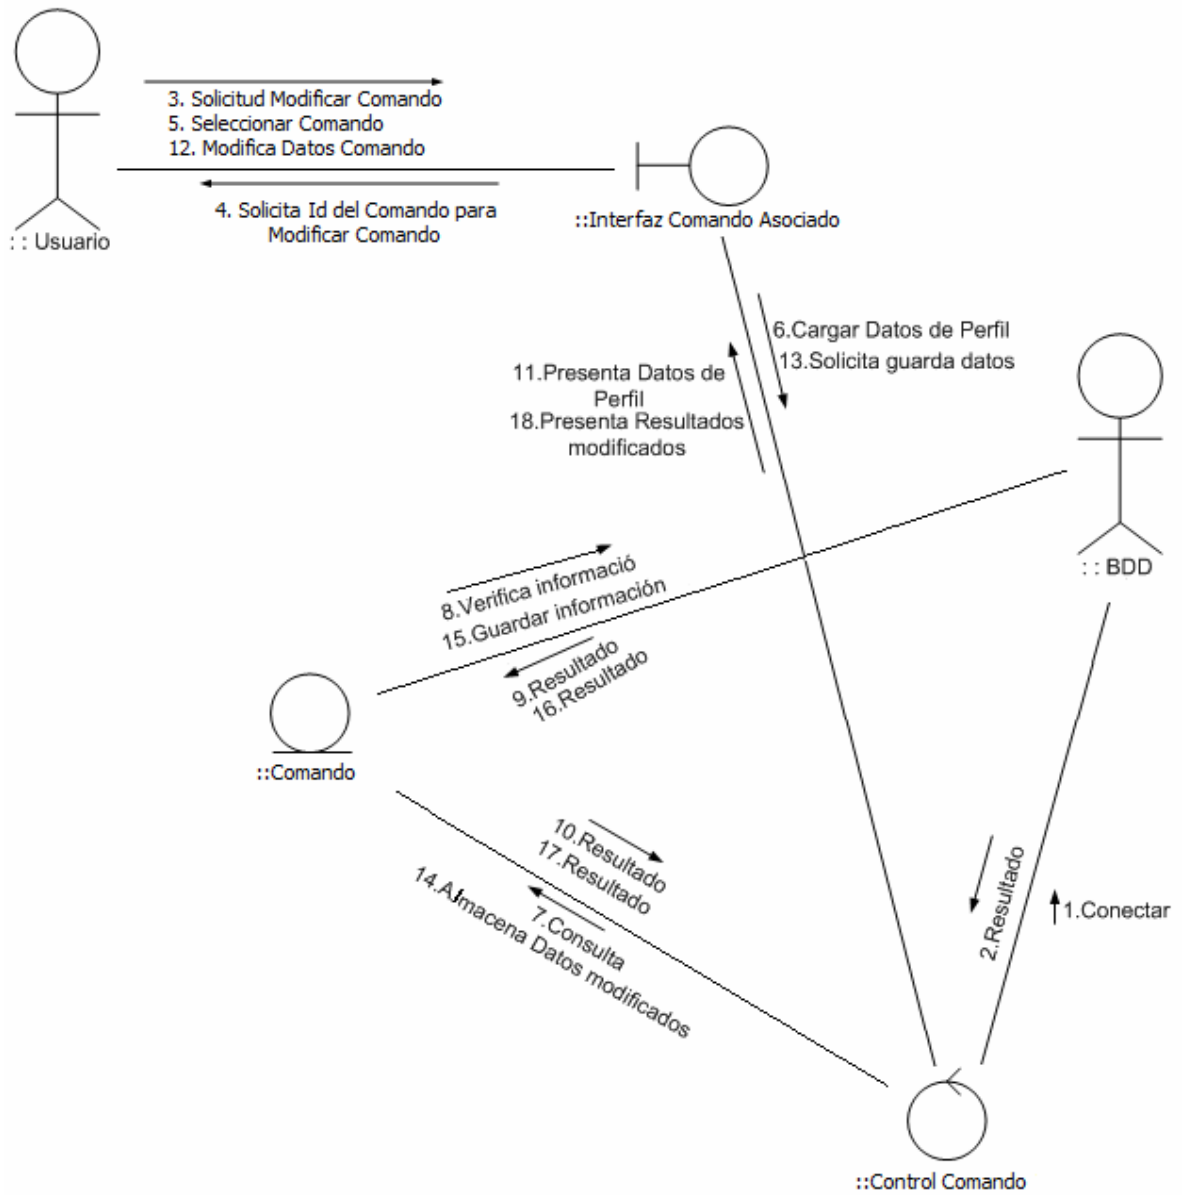 3. Solicitud Modificar Comando
5. Seleccionar Comando
12. Modifica Datos Comando
4. Solicita Id del Comando para
Modificar Comando
: : Usuario
::Interfaz Comando Asociado
6.Cargar Datos de Perfil
13.Solicita guarda datos
11.Presenta Datos de
Perfil
18.Presenta Resultados
modificados
: : BDD
8.Verifica informació
15.Guardar información
9.Resultado
16.Resultado
::Comando
10.Resultado
17.Resultado
7.Consulta
14.Almacena Datos modificados
2.Resultado
1.Conectar
::Control Comando